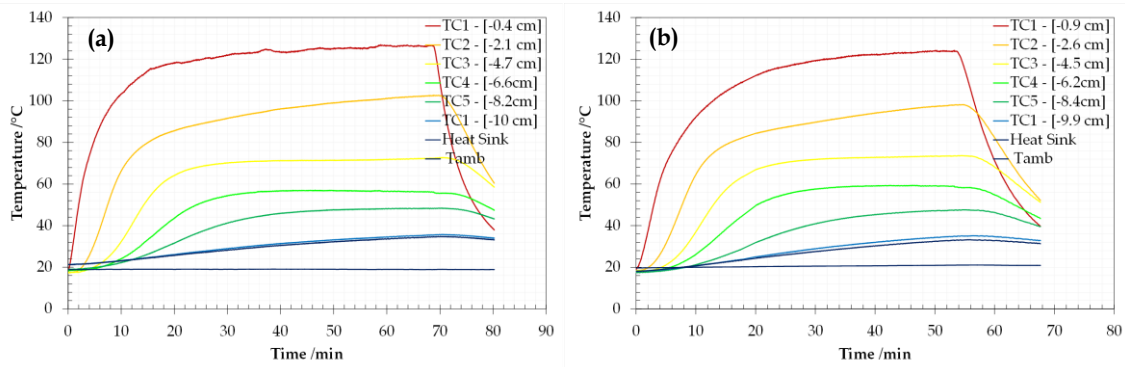 (a)
140
120
100
80
60
40
20
0
Temperature /°C
0 10 20 30 40 50 60 70 80 90
Time /min
TC1 - [-0.4 cm]
TC2 - [-2.1 cm]
TC3 - [-4.7 cm]
TC4 - [-6.6cm]
TC5 - [-8.2cm]
TC1 - [-10 cm]
Heat Sink
Tamb
(b)
140
120
100
80
60
40
20
0
Temperature /°C
0 10 20 30 40 50 60 70 80
Time /min
TC1 - [-0.9 cm]
TC2 - [-2.6 cm]
TC3 - [-4.5 cm]
TC4 - [-6.2cm]
TC5 - [-8.4cm]
TC1 - [-9.9 cm]
Heat Sink
Tamb